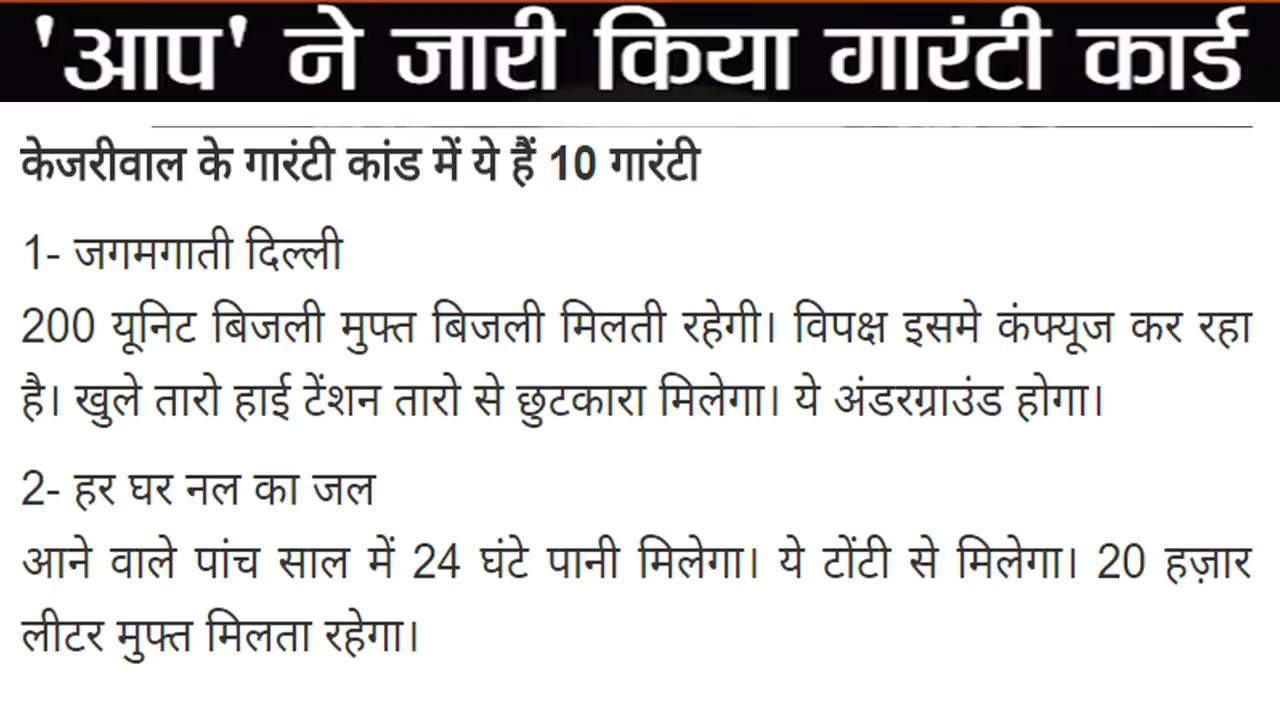 'आप' ने जारी किया गारंटी कार्ड
केजरीवाल के गारंटी कांड में ये हैं 10 गारंटी
1- जगमगाती दिल्ली
200 यूनिट बिजली मुफ्त बिजली मिलती रहेगी। विपक्ष इसमे कंफ्यूज कर रहा
है। खुले तारो हाई टेंशन तारो से छुटकारा मिलेगा। ये अंडरग्राउंड होगा।
2- हर घर नल का जल
आने वाले पांच साल में 24 घंटे पानी मिलेगा। ये टोंटी से मिलेगा। 20 हज़ार
लीटर मुफ्त मिलता रहेगा।